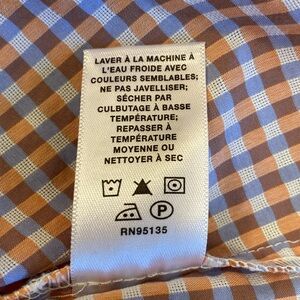 LAVER À LA MACHINE À
L'EAU FROIDE AVEC
COULEURS SEMBLABLES;
NE PAS JAVELLISER;
SÉCHER PAR
CULBUTAGE À BASSE
TEMPÉRATURE;
REPASSER À
TEMPÉRATURE
MOYENNE OU
NETTOYER À SEC
P
RN95135